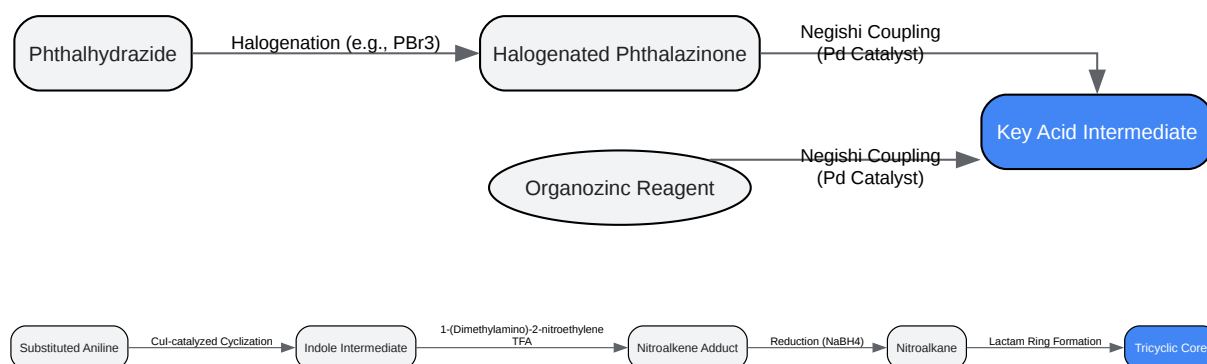 Phthalhydrazide
Halogenation (e.g., PBr3)
Halogenated Phthalazinone
Negishi Coupling
(Pd Catalyst)
Key Acid Intermediate
Organozinc Reagent
Negishi Coupling
(Pd Catalyst)
Substituted Aniline
CuI-catalyzed Cyclization
Indole Intermediate
1-(Dimethylamino)-2-nitroethylene
TFA
Nitroalkene Adduct
Reduction (NaBH4)
Nitroalkane
Lactam Ring Formation
Tricyclic Core